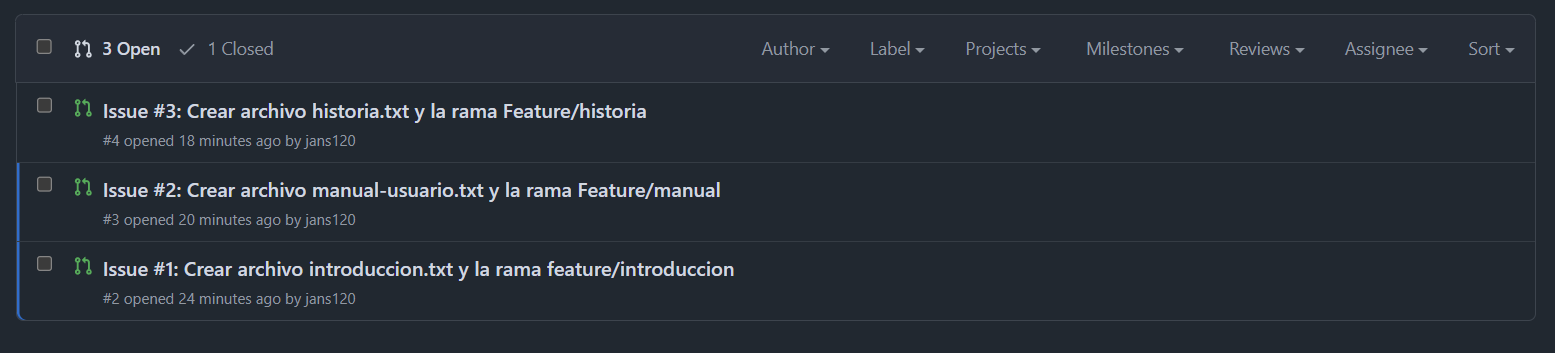 3 Open 1 Closed Author Label Projects Milestones Reviews Assignee Sort
Issue #3: Crear archivo historia.txt y la rama Feature/historia
#4 opened 18 minutes ago by jans120
Issue #2: Crear archivo manual-usuario.txt y la rama Feature/manual
#3 opened 20 minutes ago by jans120
Issue #1: Crear archivo introduccion.txt y la rama feature/introduccion
#2 opened 24 minutes ago by jans120